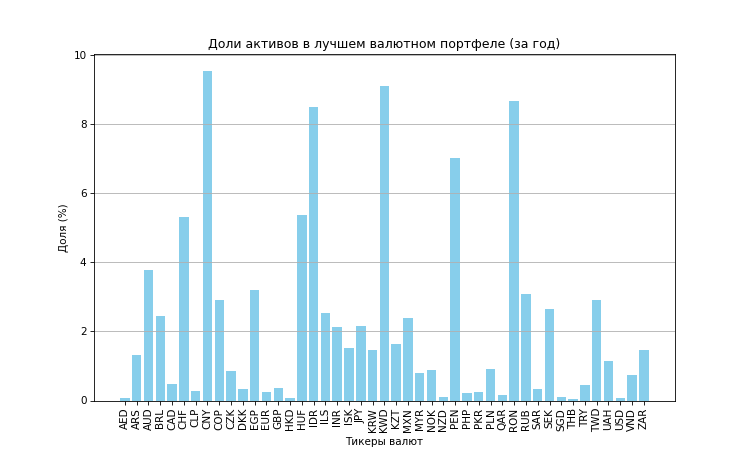 Доли активов в лучшем валютном портфеле (за год)
Доля (%)
10
8
6
4
2
0
AED
ARS
AUD
BRL
CAD
CHF
CLP
CNY
COP
CZK
DKK
EGP
EUR
GBP
HKD
HUF
IDR
ILS
INR
ISK
JPY
KRW
KWD
KZT
MXN
MYR
NOK
NZD
PEN
PHP
PKR
PLN
QAR
RON
RUB
SAR
SEK
SGD
THB
TRY
TWD
UAH
USD
VND
ZAR
Тикеры валют